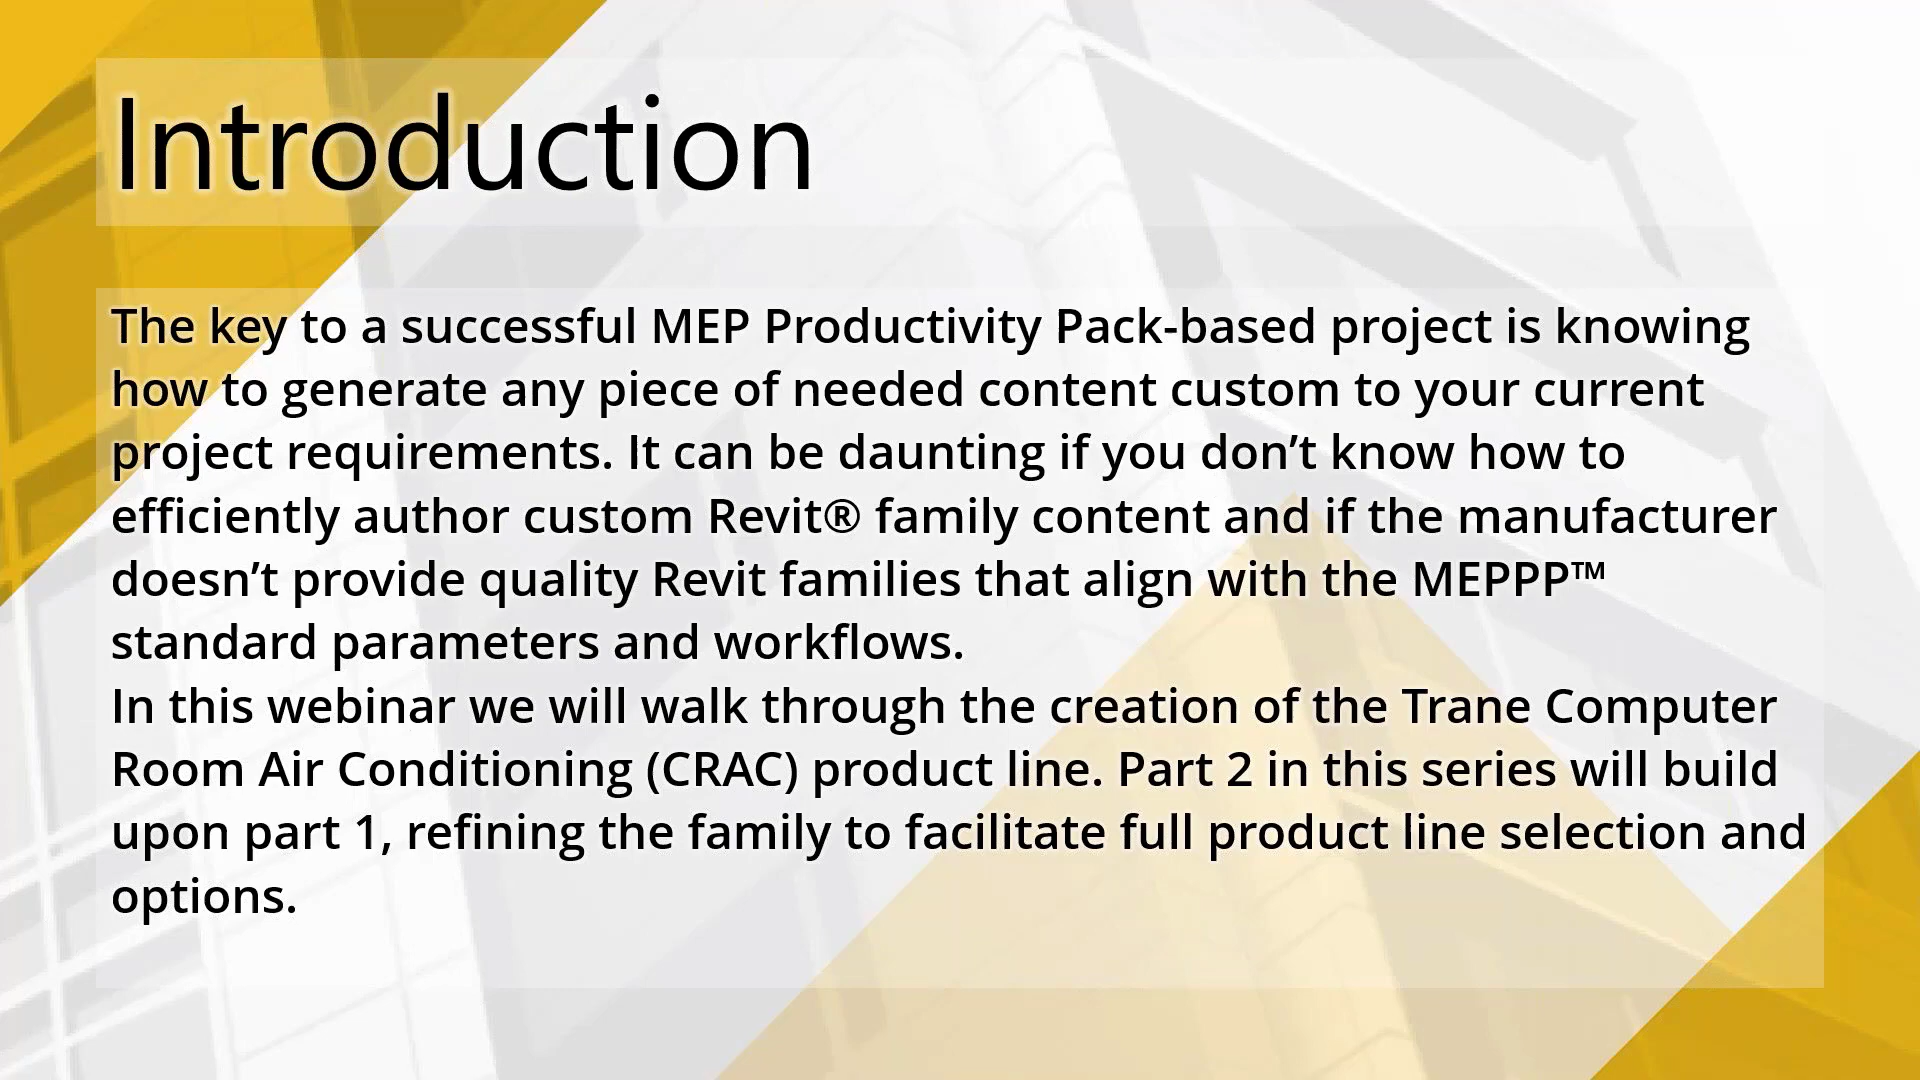 Introduction
The key to a successful MEP Productivity Pack-based project is knowing
how to generate any piece of needed content custom to your current
project requirements. It can be daunting if you don’t know how to
efficiently author custom Revit® family content and if the manufacturer
doesn’t provide quality Revit families that align with the MEPPP™
standard parameters and workflows.
In this webinar we will walk through the creation of the Trane Computer
Room Air Conditioning (CRAC) product line. Part 2 in this series will build
upon part 1, refining the family to facilitate full product line selection and
options.